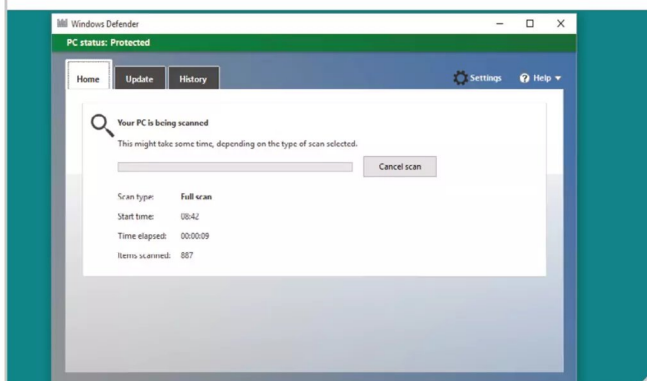 Windows Defender
PC status: Protected
Home Update History Settings Help
Your PC is being scanned
This might take some time, depending on the type of scan selected.
Cancel scan
Scan type: Full scan
Start time: 08:42
Time elapsed: 00:00:09
Items scanned: 887